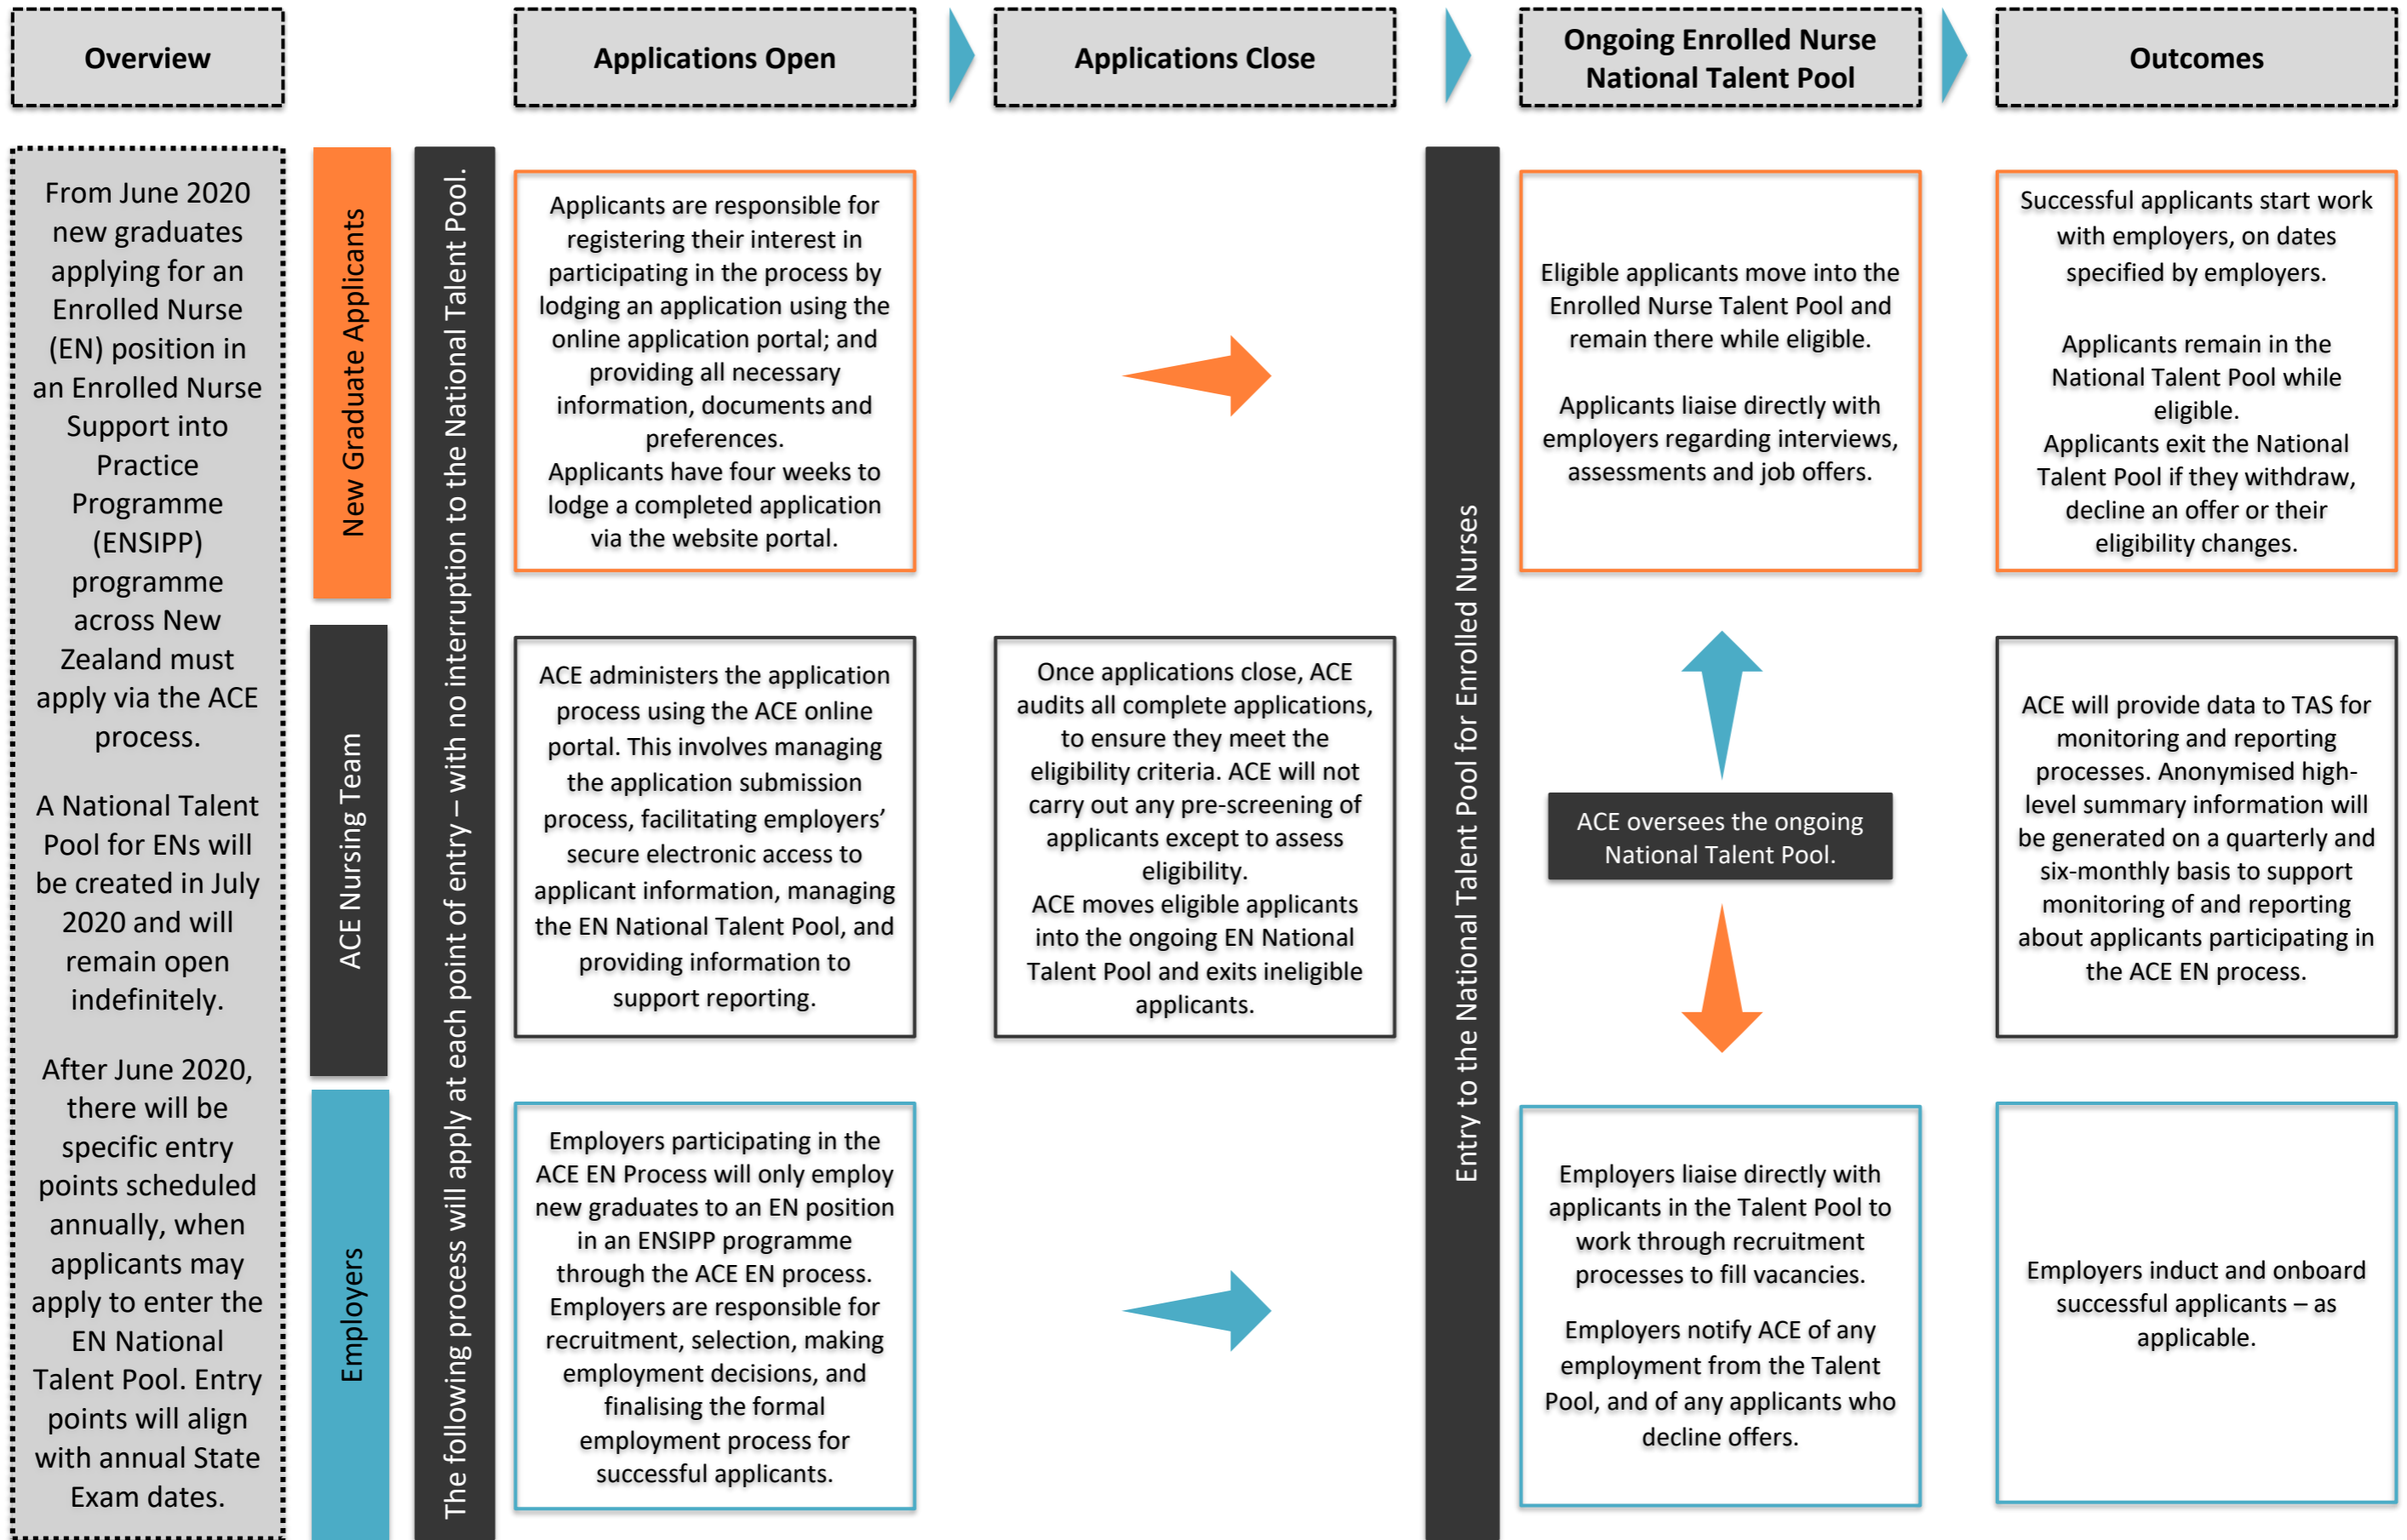 Overview
Applications Open
Applications Close
Ongoing Enrolled Nurse
National Talent Pool
Outcomes
From June 2020
new graduates
applying for an
Enrolled Nurse
(EN) position in
an Enrolled Nurse
Support into
Practice
Programme
(ENSIPP)
programme
across New
Zealand must
apply via the ACE
process.
A National Talent
Pool for ENs will
be created in July
2020 and will
remain open
indefinitely.
After June 2020,
there will be
specific entry
points scheduled
annually, when
applicants may
apply to enter the
EN National
Talent Pool. Entry
points will align
with annual State
Exam dates.
New Graduate Applicants
ACE Nursing Team
Employers
The following process will apply at each point of entry – with no interruption to the National Talent Pool.
Applicants are responsible for
registering their interest in
participating in the process by
lodging an application using the
online application portal; and
providing all necessary
information, documents and
preferences.
Applicants have four weeks to
lodge a completed application
via the website portal.
ACE administers the application
process using the ACE online
portal. This involves managing
the application submission
process, facilitating employers’
secure electronic access to
applicant information, managing
the EN National Talent Pool, and
providing information to
support reporting.
Employers participating in the
ACE EN Process will only employ
new graduates to an EN position
in an ENSIPP programme
through the ACE EN process.
Employers are responsible for
recruitment, selection, making
employment decisions, and
finalising the formal
employment process for
successful applicants.
Once applications close, ACE
audits all complete applications,
to ensure they meet the
eligibility criteria. ACE will not
carry out any pre-screening of
applicants except to assess
eligibility.
ACE moves eligible applicants
into the ongoing EN National
Talent Pool and exits ineligible
applicants.
Entry to the National Talent Pool for Enrolled Nurses
Eligible applicants move into the
Enrolled Nurse Talent Pool and
remain there while eligible.
Applicants liaise directly with
employers regarding interviews,
assessments and job offers.
ACE oversees the ongoing
National Talent Pool.
Employers liaise directly with
applicants in the Talent Pool to
work through recruitment
processes to fill vacancies.
Employers notify ACE of any
employment from the Talent
Pool, and of any applicants who
decline offers.
Successful applicants start work
with employers, on dates
specified by employers.
Applicants remain in the
National Talent Pool while
eligible.
Applicants exit the National
Talent Pool if they withdraw,
decline an offer or their
eligibility changes.
ACE will provide data to TAS for
monitoring and reporting
processes. Anonymised high-
level summary information will
be generated on a quarterly and
six-monthly basis to support
monitoring of and reporting
about applicants participating in
the ACE EN process.
Employers induct and onboard
successful applicants – as
applicable.